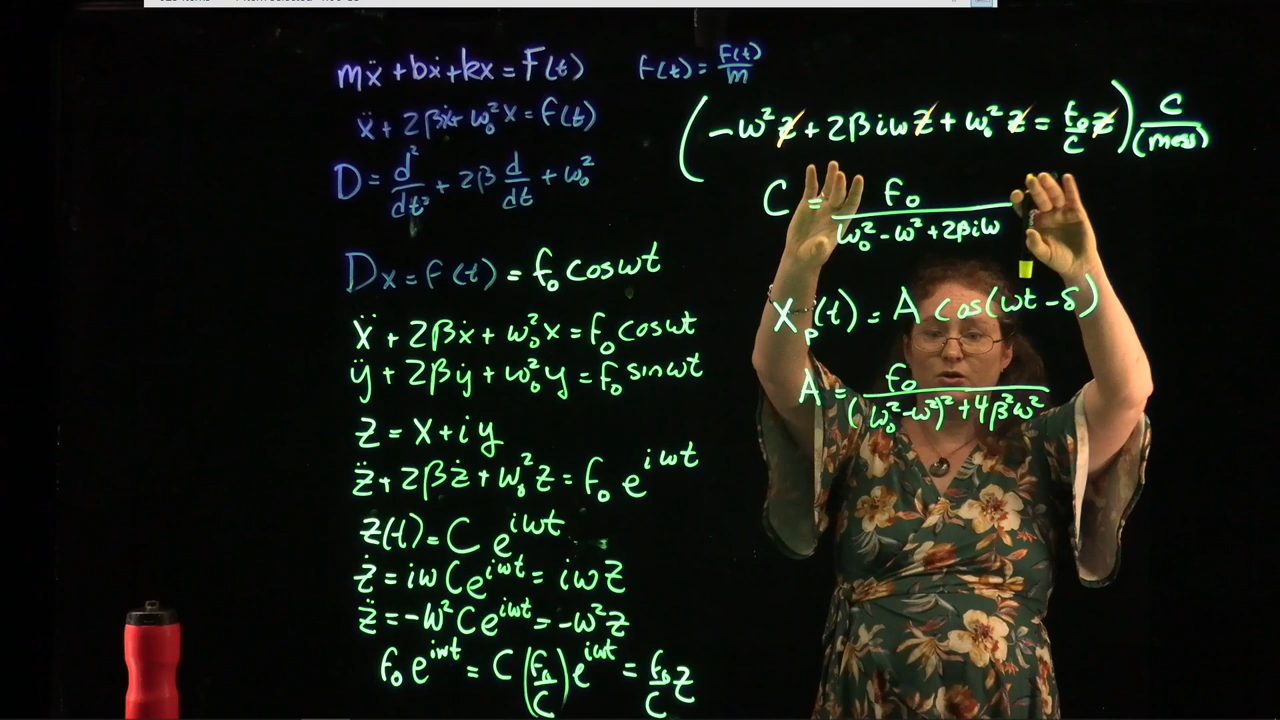 mẍ + bẋ + kx = F(t)
f(t) = F(t)/m
ẍ + 2βẋ + ω₀²x = f(t)
D = d²/dt² + 2β d/dt + ω₀²
Dx = f(t) = f₀ cos ωt
ẍ + 2βẋ + ω₀²x = f₀ cos ωt
ÿ + 2βẏ + ω₀²y = f₀ sin ωt
z = x + iy
z̈ + 2βż + ω₀²z = f₀ e^{iωt}
z(t) = C e^{iωt}
ż = iωCe^{iωt} = iωz
z̈ = -ω²Ce^{iωt} = -ω²z
f₀ e^{iωt} = C(f₀/C) e^{iωt} = f₀/C z
(-ω²z + 2βiωz + ω₀²z = f₀/C z) C/(mess)
C = f₀/(ω₀² - ω² + 2βiω)
x_p(t) = A cos(ωt - δ)
A = f₀/((ω₀² - ω²)² + 4β²ω²)